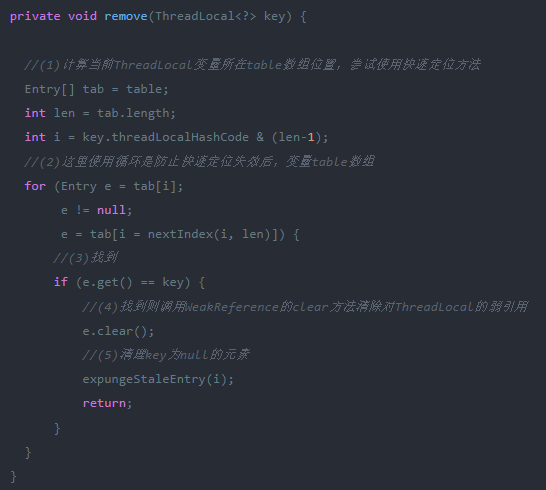 private void remove(ThreadLocal<?> key) {
//(1)计算当前ThreadLocal变量所在table数组位置，尝试使用快速定位方法
Entry[] tab = table;
int len = tab.length;
int i = key.threadLocalHashCode & (len-1);
//(2)这里使用循环是防止快速定位失效后，变量table数组
for (Entry e = tab[i];
e != null;
e = tab[i = nextIndex(i, len)]) {
//(3)找到
if (e.get() == key) {
//(4)找到则调用WeakReference的clear方法清除对ThreadLocal的弱引用
e.clear();
//(5)清理key为null的元素
expungeStaleEntry(i);
return;
}
}
}